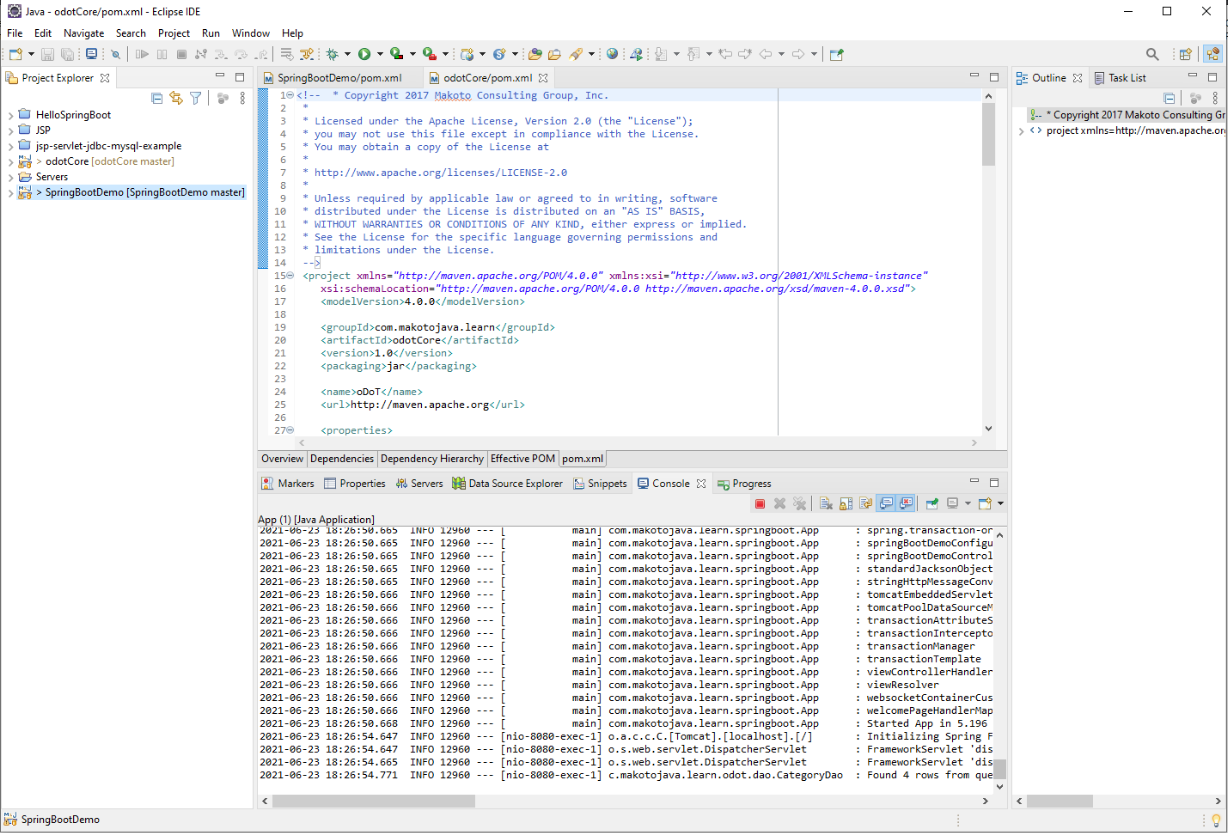 Java - odotCore/pom.xml - Eclipse IDE
File Edit Navigate Search Project Run Window Help
Project Explorer
HelloSpringBoot
JSP
jsp-servlet-jdbc-mysql-example
> odotCore [odotCore master]
Servers
> SpringBootDemo [SpringBootDemo master]
SpringBootDemo/pom.xml odotCore/pom.xml
1 <!-- * Copyright 2017 Makoto Consulting Group, Inc.
2 *
3 * Licensed under the Apache License, Version 2.0 (the "License");
4 * you may not use this file except in compliance with the License.
5 * You may obtain a copy of the License at
6 *
7 * http://www.apache.org/licenses/LICENSE-2.0
8 *
9 * Unless required by applicable law or agreed to in writing, software
10 * distributed under the License is distributed on an "AS IS" BASIS,
11 * WITHOUT WARRANTIES OR CONDITIONS OF ANY KIND, either express or implied.
12 * See the License for the specific language governing permissions and
13 * limitations under the License.
14 -->
15 <project xmlns="http://maven.apache.org/POM/4.0.0" xmlns:xsi="http://www.w3.org/2001/XMLSchema-instance"
16 xsi:schemaLocation="http://maven.apache.org/POM/4.0.0 http://maven.apache.org/xsd/maven-4.0.0.xsd">
17 <modelVersion>4.0.0</modelVersion>
18
19 <groupId>com.makotojava.learn</groupId>
20 <artifactId>odotCore</artifactId>
21 <version>1.0</version>
22 <packaging>jar</packaging>
23
24 <name>oDoT</name>
25 <url>http://maven.apache.org</url>
26
27 <properties>
Overview Dependencies Dependency Hierarchy Effective POM pom.xml
Outline Task List
!-- * Copyright 2017 Makoto Consulting Gr
<> project xmlns=http://maven.apache.or
Markers Properties Servers Data Source Explorer Snippets Console Progress
App (1) [Java Application]
2021-06-23 18:26:50.665 INFO 12960 --- [ main] com.makotojava.learn.springboot.App : spring.transaction-or
2021-06-23 18:26:50.665 INFO 12960 --- [ main] com.makotojava.learn.springboot.App : springBootDemoConfigu
2021-06-23 18:26:50.665 INFO 12960 --- [ main] com.makotojava.learn.springboot.App : springBootDemoControl
2021-06-23 18:26:50.665 INFO 12960 --- [ main] com.makotojava.learn.springboot.App : standardJacksonObject
2021-06-23 18:26:50.665 INFO 12960 --- [ main] com.makotojava.learn.springboot.App : stringHttpMessageConv
2021-06-23 18:26:50.666 INFO 12960 --- [ main] com.makotojava.learn.springboot.App : tomcatEmbeddedServlet
2021-06-23 18:26:50.666 INFO 12960 --- [ main] com.makotojava.learn.springboot.App : tomcatPoolDataSourceM
2021-06-23 18:26:50.666 INFO 12960 --- [ main] com.makotojava.learn.springboot.App : transactionAttributeS
2021-06-23 18:26:50.666 INFO 12960 --- [ main] com.makotojava.learn.springboot.App : transactionIntercepto
2021-06-23 18:26:50.666 INFO 12960 --- [ main] com.makotojava.learn.springboot.App : transactionManager
2021-06-23 18:26:50.666 INFO 12960 --- [ main] com.makotojava.learn.springboot.App : transactionTemplate
2021-06-23 18:26:50.666 INFO 12960 --- [ main] com.makotojava.learn.springboot.App : viewControllerHandler
2021-06-23 18:26:50.666 INFO 12960 --- [ main] com.makotojava.learn.springboot.App : viewResolver
2021-06-23 18:26:50.666 INFO 12960 --- [ main] com.makotojava.learn.springboot.App : websocketContainerCus
2021-06-23 18:26:50.666 INFO 12960 --- [ main] com.makotojava.learn.springboot.App : welcomePageHandlerMap
2021-06-23 18:26:50.668 INFO 12960 --- [ main] com.makotojava.learn.springboot.App : Started App in 5.196
2021-06-23 18:26:54.647 INFO 12960 --- [nio-8080-exec-1] o.a.c.c.C.[Tomcat].[localhost].[/] : Initializing Spring F
2021-06-23 18:26:54.647 INFO 12960 --- [nio-8080-exec-1] o.s.web.servlet.DispatcherServlet : FrameworkServlet 'dis
2021-06-23 18:26:54.665 INFO 12960 --- [nio-8080-exec-1] o.s.web.servlet.DispatcherServlet : FrameworkServlet 'dis
2021-06-23 18:26:54.771 INFO 12960 --- [nio-8080-exec-1] c.makotojava.learn.odot.dao.CategoryDao : Found 4 rows from que
SpringBootDemo